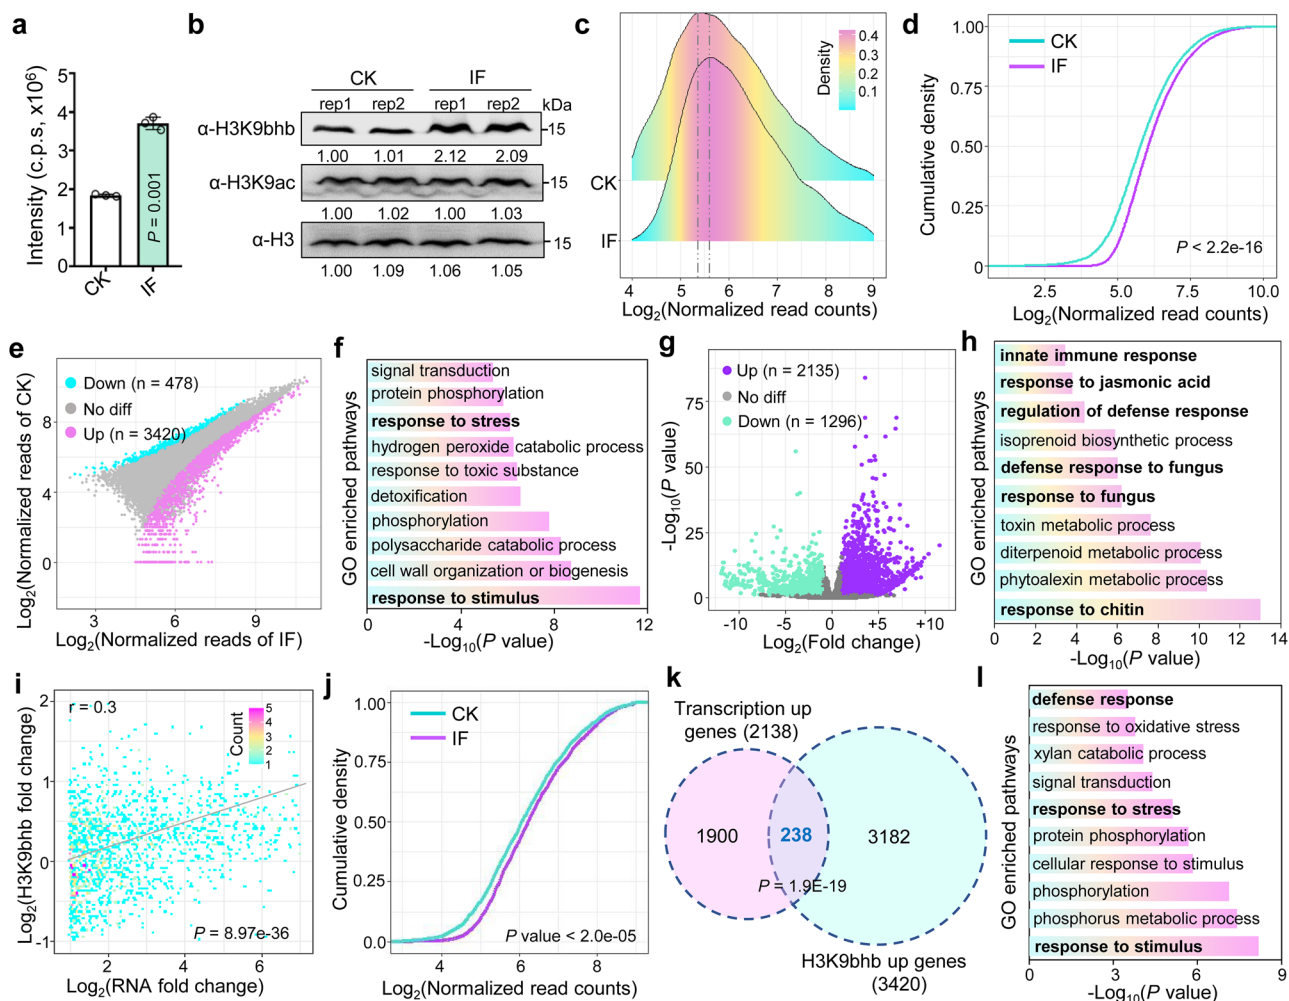 a
Intensity (c.p.s, x10⁶)
5
4
3
2
1
0
P = 0.001
CK
IF
b
CK
IF
rep1
rep2
rep1
rep2
kDa
α-H3K9bhb
15
1.00
1.01
2.12
2.09
α-H3K9ac
15
1.00
1.02
1.00
1.03
α-H3
15
1.00
1.09
1.06
1.05
c
Density
0.4
0.3
0.2
0.1
CK
IF
4
5
6
7
8
9
Log₂(Normalized read counts)
d
Cumulative density
1.00
0.75
0.50
0.25
0
CK
IF
P < 2.2e-16
2.5
5.0
7.5
10.0
Log₂(Normalized read counts)
e
Log₂(Normalized reads of CK)
Down (n = 478)
No diff
Up (n = 3420)
8
4
0
3
6
9
Log₂(Normalized reads of IF)
f
GO enriched pathways
signal transduction
protein phosphorylation
response to stress
hydrogen peroxide catabolic process
response to toxic substance
detoxification
phosphorylation
polysaccharide catabolic process
cell wall organization or biogenesis
response to stimulus
0
4
8
12
-Log₁₀(P value)
g
-Log₁₀(P value)
Up (n = 2135)
No diff
Down (n = 1296)
75
50
25
0
-10
-5
0
+5
+10
Log₂(Fold change)
h
GO enriched pathways
innate immune response
response to jasmonic acid
regulation of defense response
isoprenoid biosynthetic process
defense response to fungus
response to fungus
toxin metabolic process
diterpenoid metabolic process
phytoalexin metabolic process
response to chitin
0
2
4
6
8
10
12
14
-Log₁₀(P value)
i
Log₂(H3K9bhb fold change)
2
1
0
-1
r = 0.3
Count
5
4
3
2
1
P = 8.97e-36
2
4
6
Log₂(RNA fold change)
j
Cumulative density
1.00
0.75
0.50
0.25
0.0
CK
IF
P value < 2.0e-05
4
6
8
Log₂(Normalized read counts)
k
Transcription up
genes (2138)
1900
238
3182
P = 1.9E-19
H3K9bhb up genes
(3420)
l
GO enriched pathways
defense response
response to oxidative stress
xylan catabolic process
signal transduction
response to stress
protein phosphorylation
cellular response to stimulus
phosphorylation
phosphorus metabolic process
response to stimulus
0
3
6
9
-Log₁₀(P value)